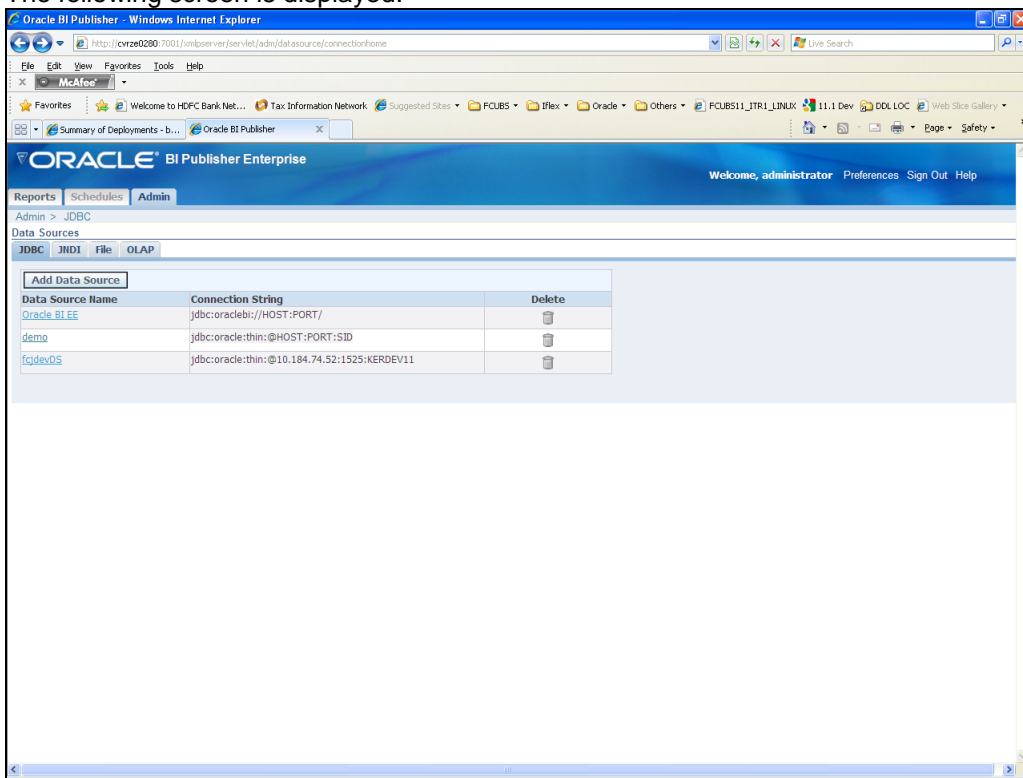 The following screen is displayed:
Oracle BI Publisher - Windows Internet Explorer
http://cvrze0280:7001/xmlpserver/servlet/adm/datasource/connectionhome
Live Search
File Edit View Favorites Tools Help
X McAfee
Favorites Welcome to HDFC Bank Net... Tax Information Network Suggested Sites FCUBS Iflex Oracle Others FCUBS11_ITR1_LINUX 11.1 Dev DDL LOC Web Slice Gallery
Summary of Deployments - b... Oracle BI Publisher X Page Safety
ORACLE BI Publisher Enterprise
Welcome, administrator Preferences Sign Out Help
Reports Schedules Admin
Admin > JDBC
Data Sources
JDBC JNDI File OLAP
Add Data Source
Data Source Name Connection String Delete
Oracle BI EE jdbc:oraclebi://HOST:PORT/
demo jdbc:oracle:thin:@HOST:PORT:SID
fcjdevDS jdbc:oracle:thin:@10.184.74.52:1525:KERDEV11